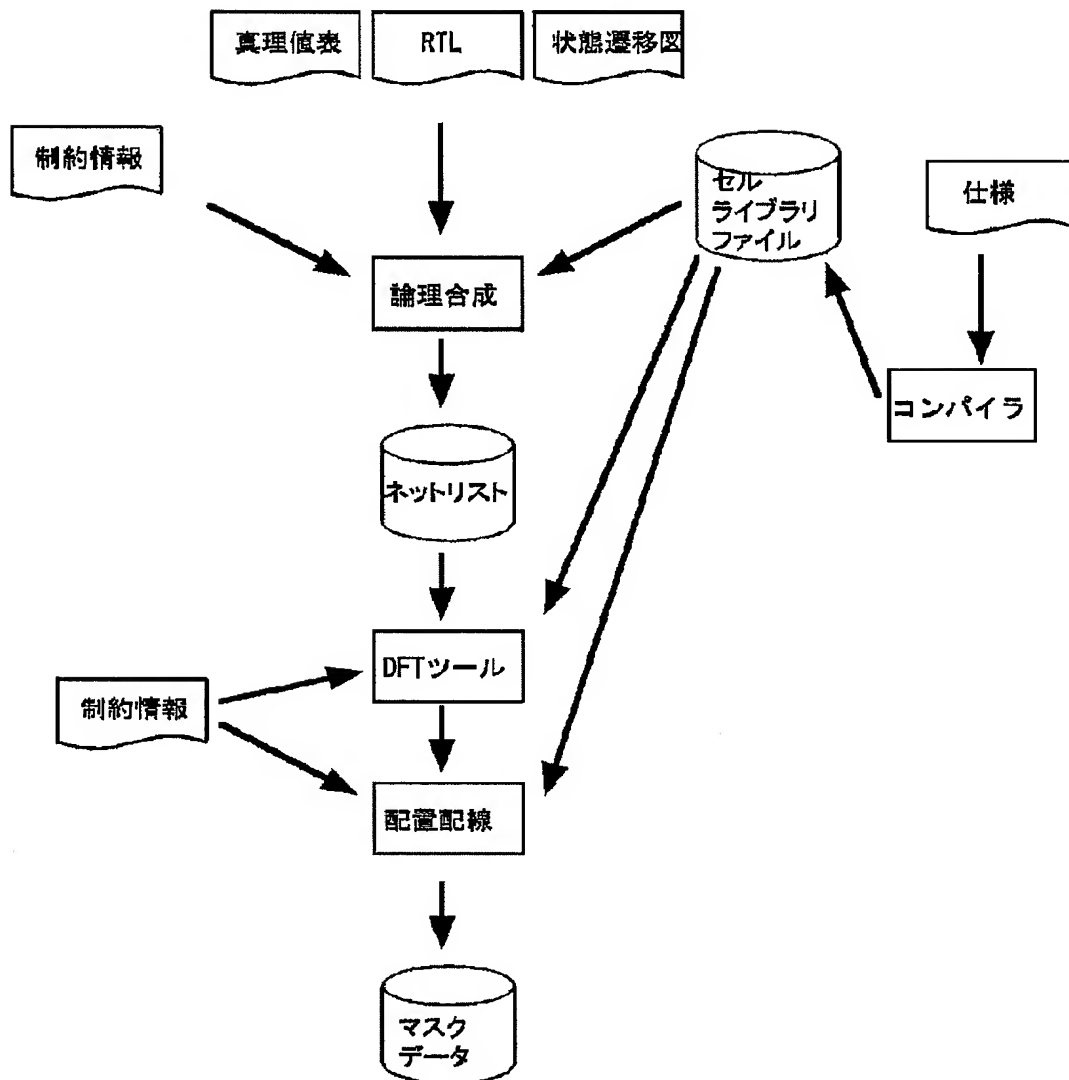 真理値表
RTL
状態遷移図
制約情報
セル
ライブラリ
ファイル
仕様
論理合成
コンパイラ
ネットリスト
DFTツール
制約情報
配置配線
マスク
データ